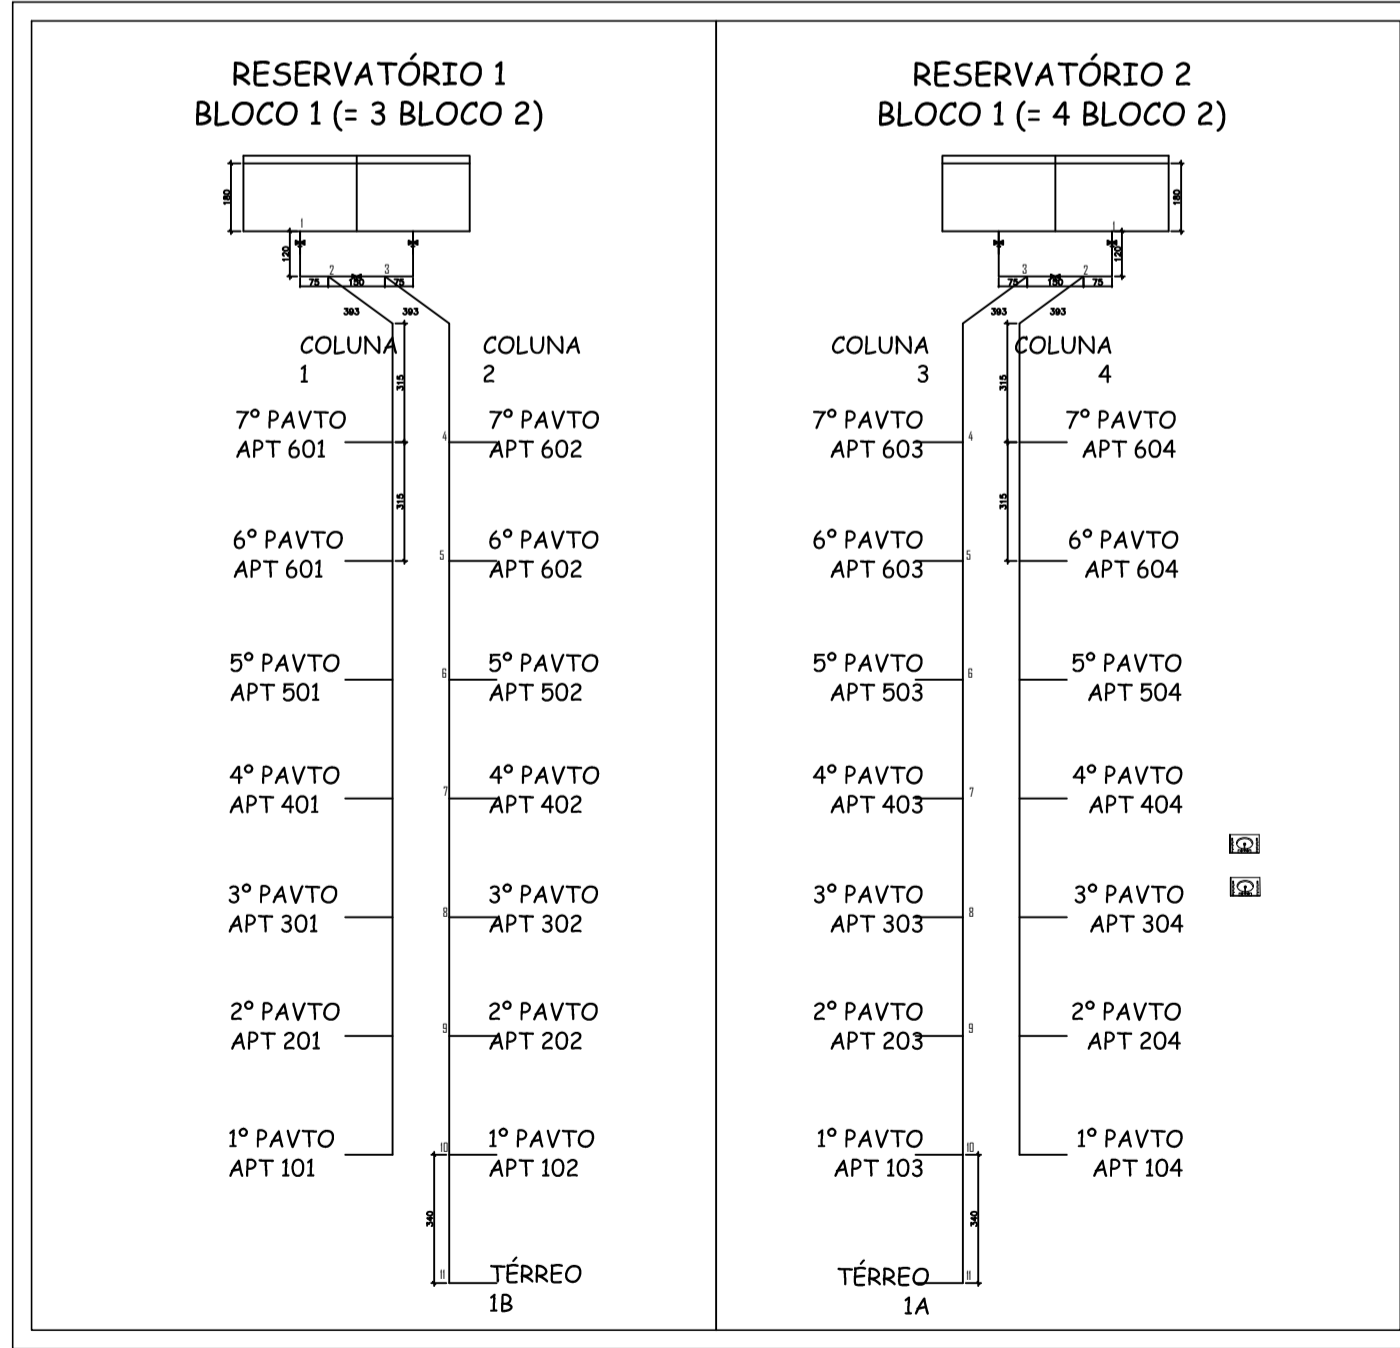 RESERVATÓRIO 1
BLOCO 1 (= 3 BLOCO 2)
180
1
120
2
3
75
150
75
393
393
COLUNA
1
COLUNA
2
315
7º PAVTO
APT 601
4
7º PAVTO
APT 602
315
6º PAVTO
APT 601
5
6º PAVTO
APT 602
5º PAVTO
APT 501
6
5º PAVTO
APT 502
4º PAVTO
APT 401
7
4º PAVTO
APT 402
3º PAVTO
APT 301
8
3º PAVTO
APT 302
2º PAVTO
APT 201
9
2º PAVTO
APT 202
1º PAVTO
APT 101
10
1º PAVTO
APT 102
340
11
TÉRREO
1B
RESERVATÓRIO 2
BLOCO 1 (= 4 BLOCO 2)
180
1
120
3
2
75
150
75
393
393
COLUNA
3
COLUNA
4
315
7º PAVTO
APT 603
4
7º PAVTO
APT 604
315
6º PAVTO
APT 603
5
6º PAVTO
APT 604
5º PAVTO
APT 503
6
5º PAVTO
APT 504
4º PAVTO
APT 403
7
4º PAVTO
APT 404
3º PAVTO
APT 303
8
3º PAVTO
APT 304
2º PAVTO
APT 203
9
2º PAVTO
APT 204
1º PAVTO
APT 103
10
1º PAVTO
APT 104
340
11
TÉRREO
1A